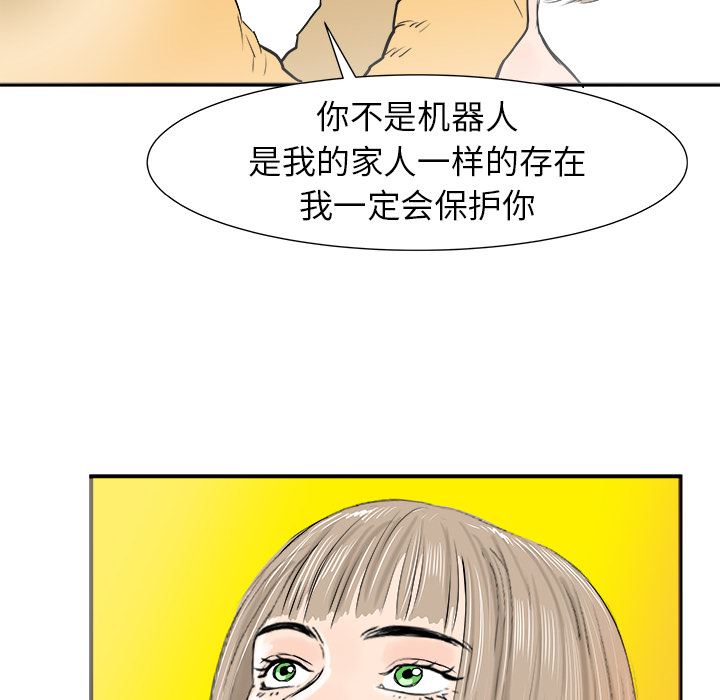 你不是机器人
是我的家人一样的存在
我一定会保护你